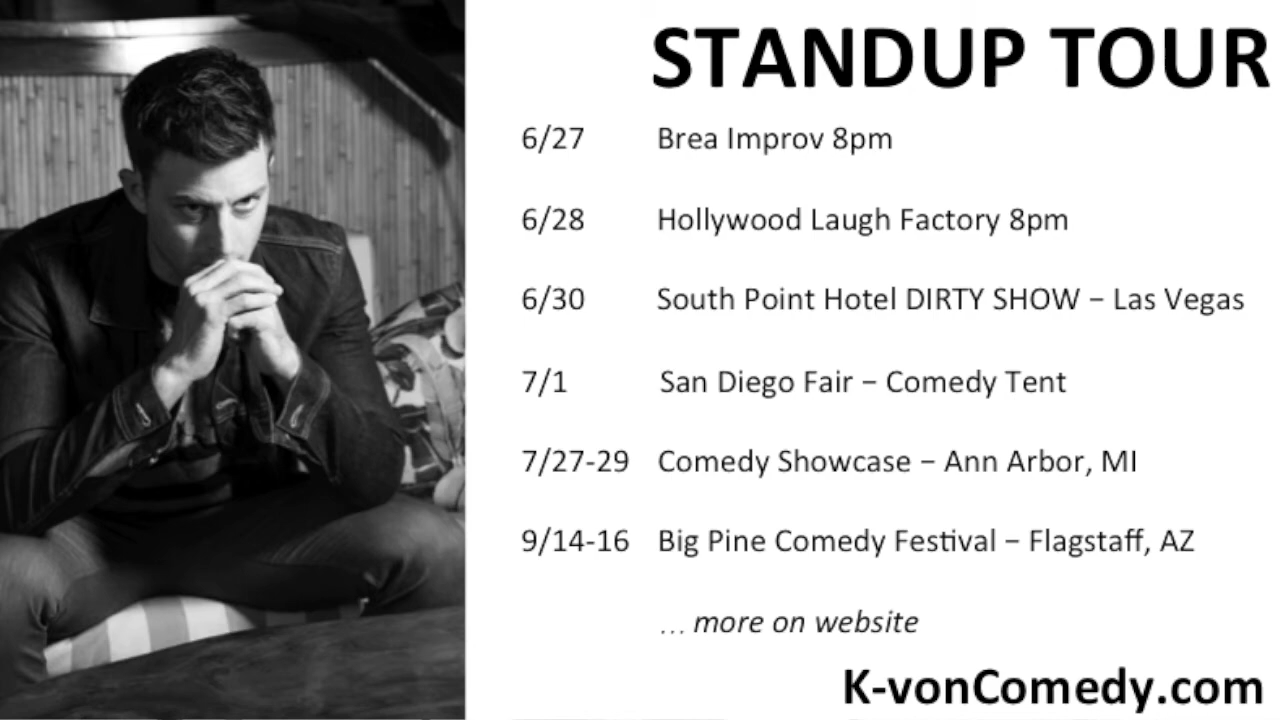 STANDUP TOUR
6/27 Brea Improv 8pm
6/28 Hollywood Laugh Factory 8pm
6/30 South Point Hotel DIRTY SHOW – Las Vegas
7/1 San Diego Fair – Comedy Tent
7/27-29 Comedy Showcase – Ann Arbor, MI
9/14-16 Big Pine Comedy Festival – Flagstaff, AZ
... more on website
K-vonComedy.com